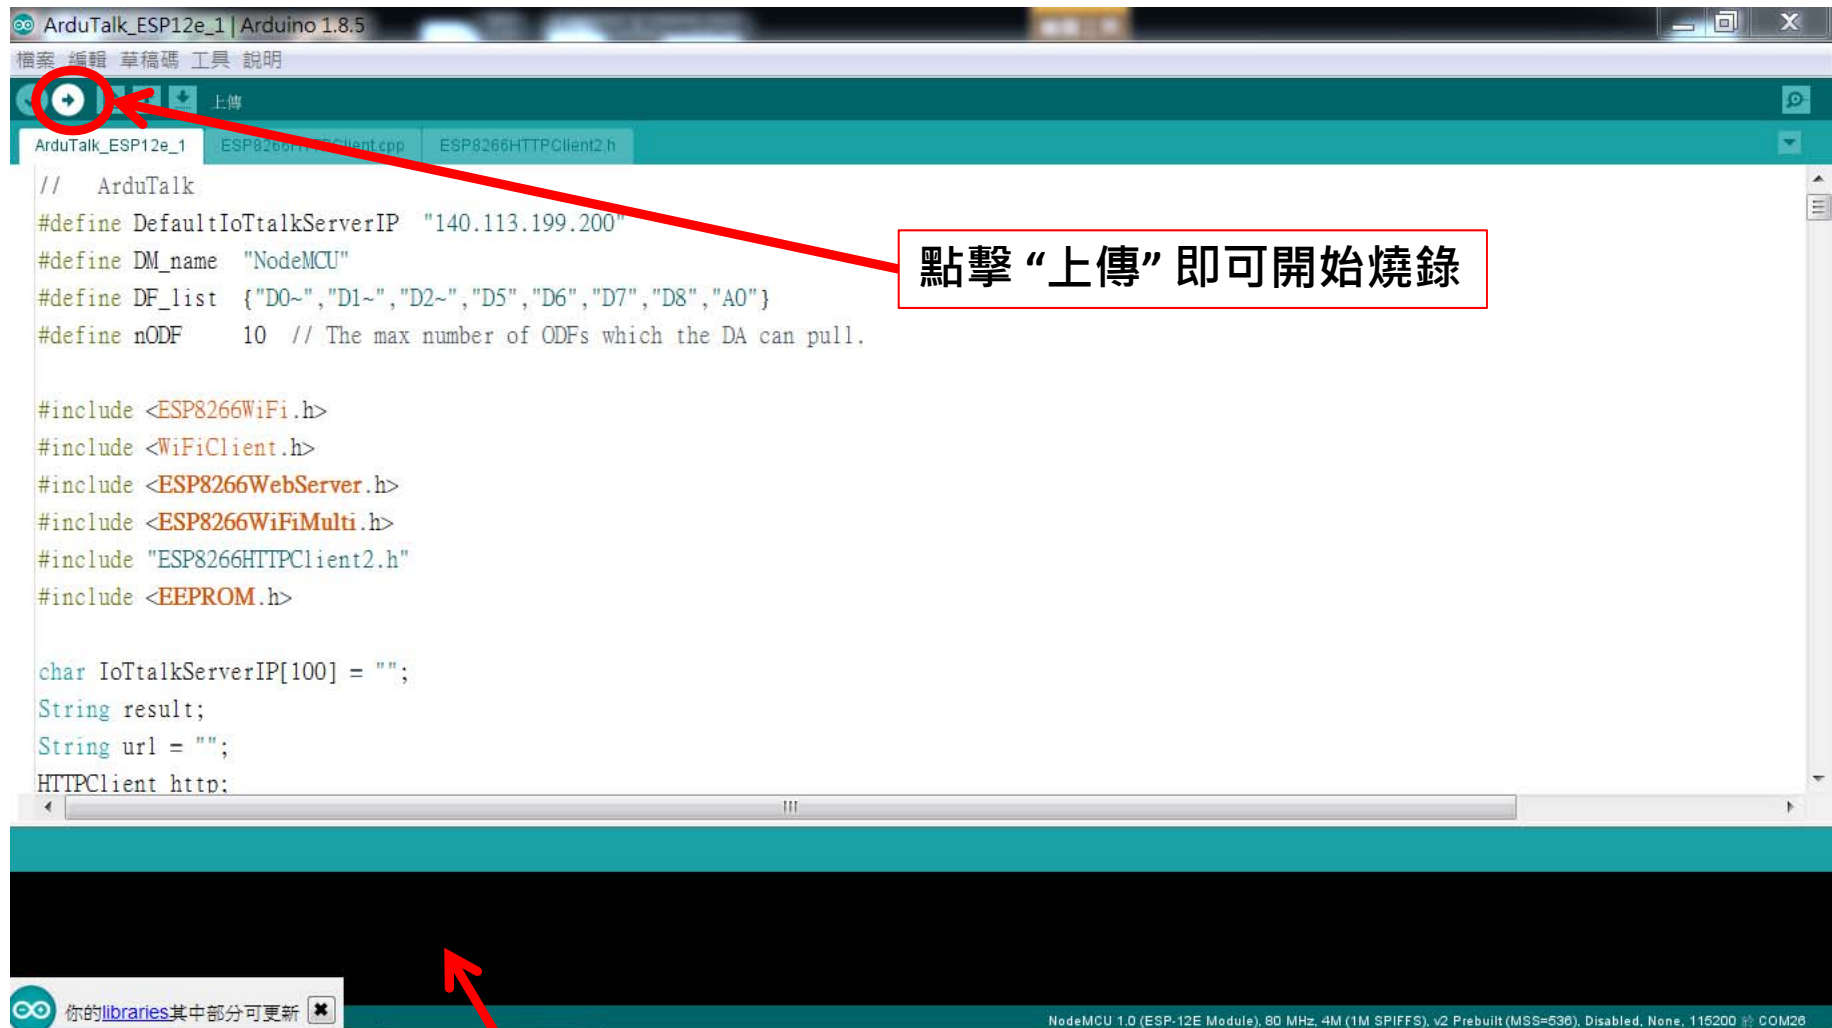 ArduTalk_ESP12e_1 | Arduino 1.8.5
檔案 編輯 草稿碼 工具 說明
上傳
ArduTalk_ESP12e_1 ESP8266HTTPClient.cpp ESP8266HTTPClient2.h
// ArduTalk
#define DefaultIoTtalkServerIP "140.113.199.200"
#define DM_name "NodeMCU"
#define DF_list {"D0~","D1~","D2~","D5","D6","D7","D8","A0"}
#define nODF 10 // The max number of ODFs which the DA can pull.
點擊 “上傳” 即可開始燒錄
#include <ESP8266WiFi.h>
#include <WiFiClient.h>
#include <ESP8266WebServer.h>
#include <ESP8266WiFiMulti.h>
#include "ESP8266HTTPClient2.h"
#include <EEPROM.h>
char IoTtalkServerIP[100] = "";
String result;
String url = "";
HTTPClient http;
你的libraries其中部分可更新
NodeMCU 1.0 (ESP-12E Module), 80 MHz, 4M (1M SPIFFS), v2 Prebuilt (MSS=536), Disabled, None, 115200 於 COM26